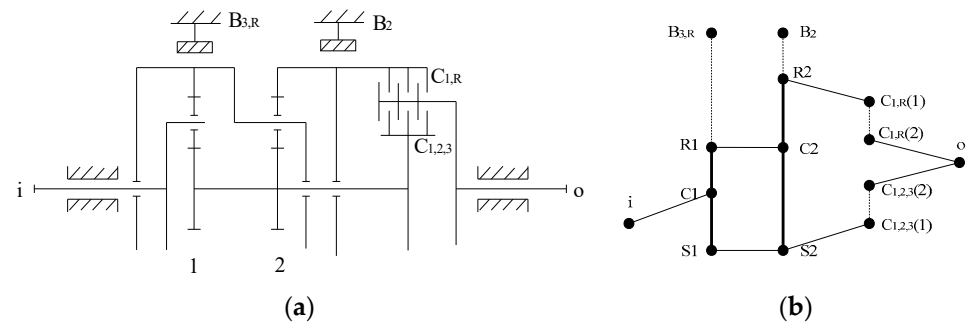 B3,R
B2
C1,R
C1,2,3
i
o
1
2
(a)
B3,R
B2
R2
C1,R(1)
C1,R(2)
o
R1
C2
C1
C1,2,3(2)
i
C1,2,3(1)
S1
S2
(b)